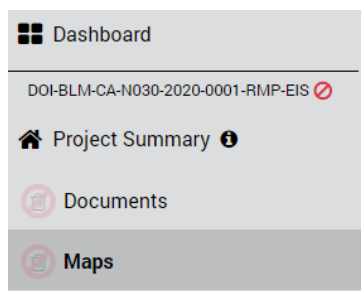 Dashboard
DOI-BLM-CA-N030-2020-0001-RMP-EIS
Project Summary
Documents
Maps